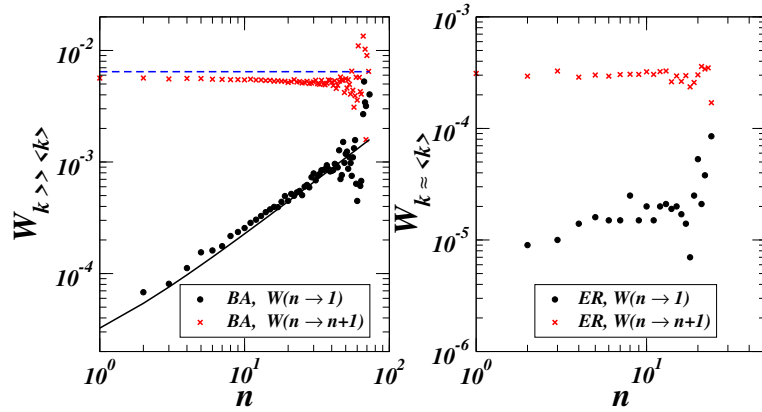 10^-2
10^-3
10^-4
W_{k >> <k>}
BA, W(n → 1)
BA, W(n → n+1)
10^0 10^1 10^2
n
10^-3
10^-4
10^-5
10^-6
W_{k ≈ <k>}
ER, W(n → 1)
ER, W(n → n+1)
10^0 10^1
n